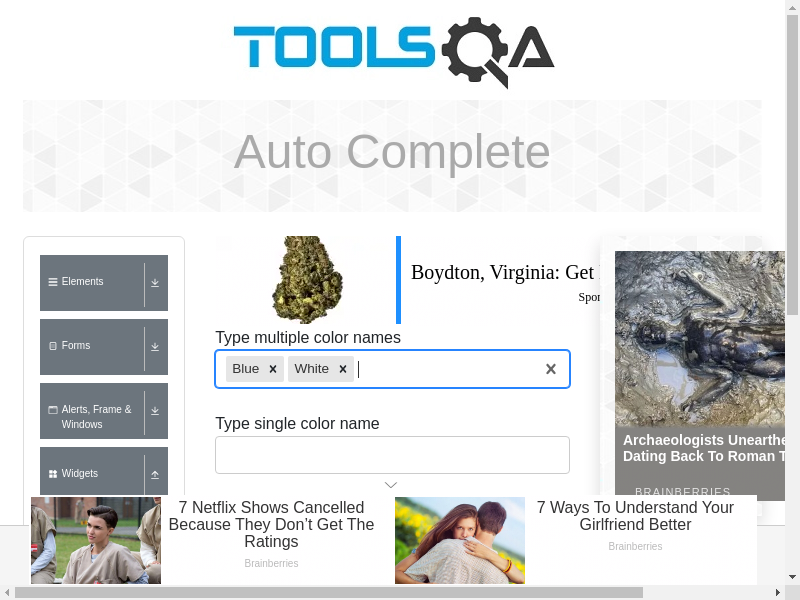 TOOLSQA
Auto Complete
Elements
Forms
Alerts, Frame &
Windows
Widgets
Boydton, Virginia: Get
Type multiple color names
Blue
White
Type single color name
Archaeologists Unearthe
Dating Back To Roman T
BRAINBERRIES
7 Netflix Shows Cancelled
Because They Don’t Get The
Ratings
Brainberries
7 Ways To Understand Your
Girlfriend Better
Brainberries